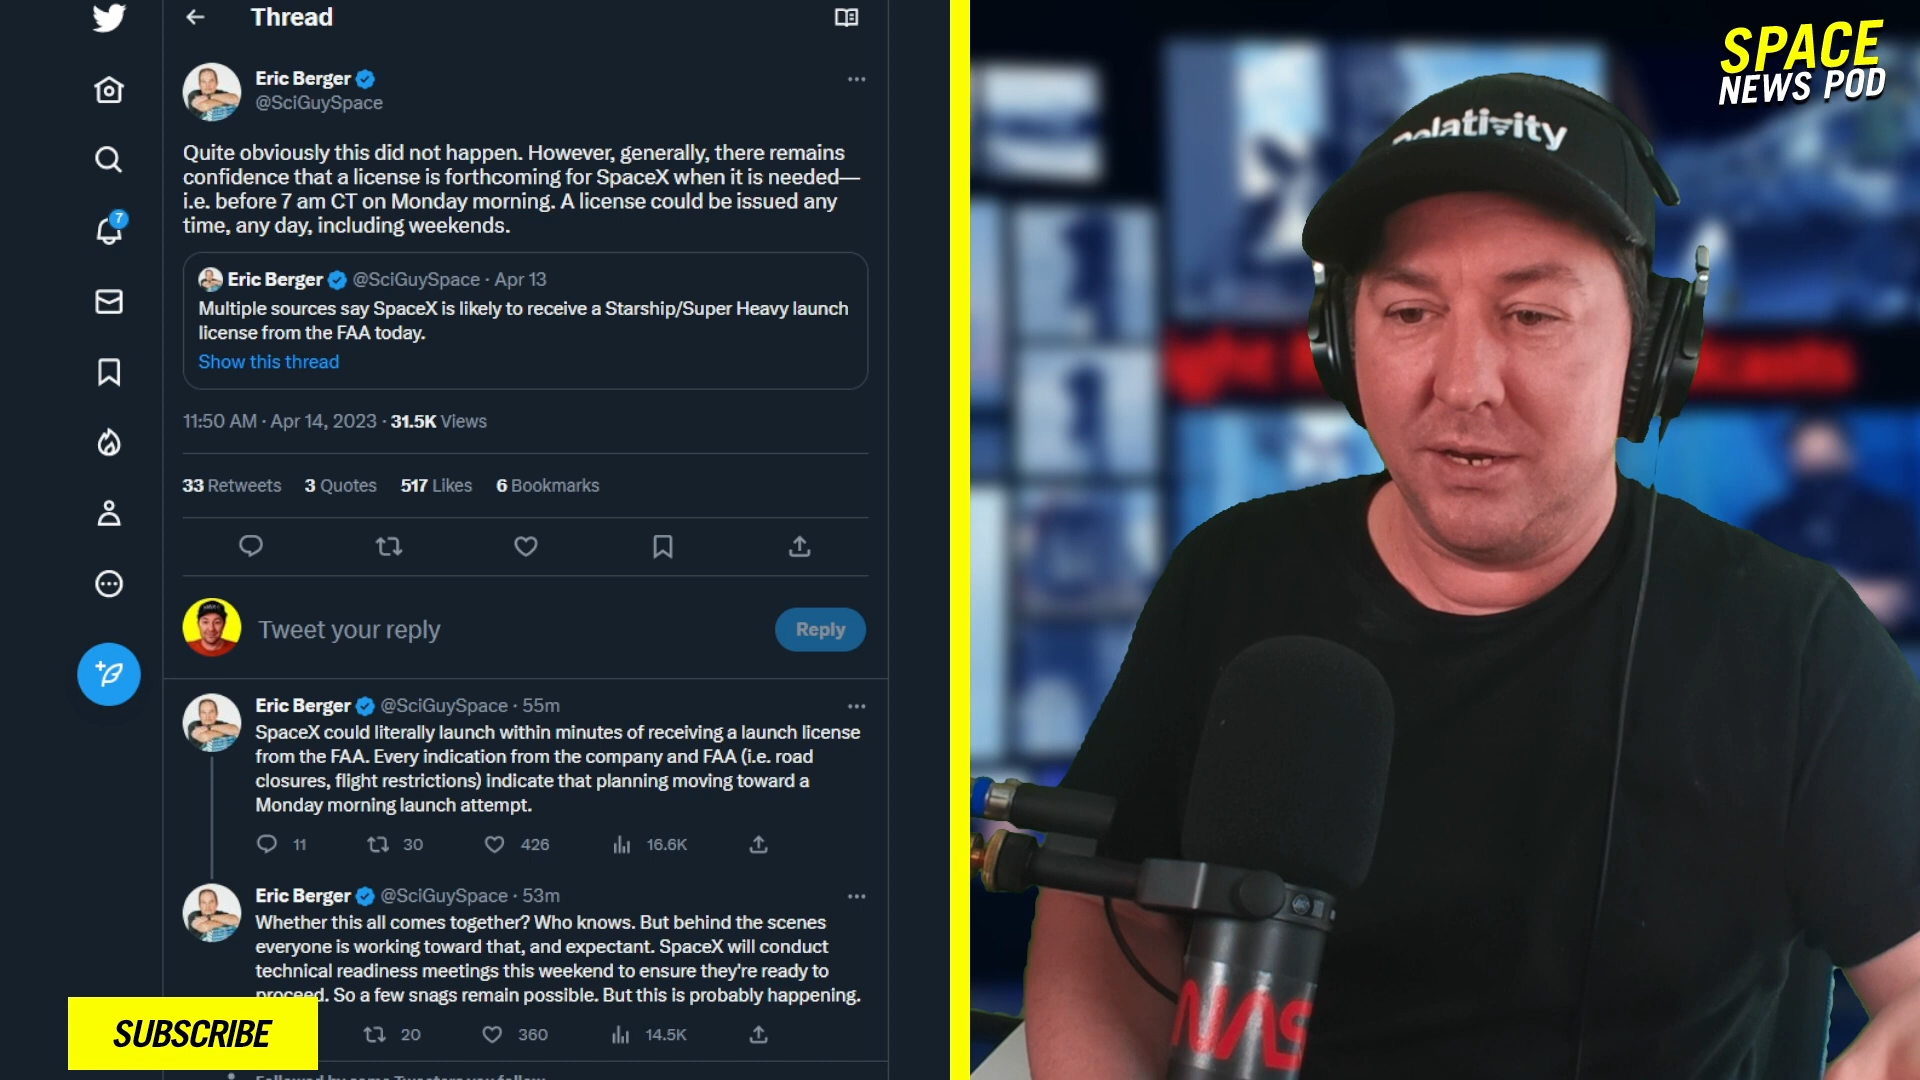 Thread
Eric Berger
@SciGuySpace
Quite obviously this did not happen. However, generally, there remains
confidence that a license is forthcoming for SpaceX when it is needed—
i.e. before 7 am CT on Monday morning. A license could be issued any
time, any day, including weekends.
Eric Berger @SciGuySpace · Apr 13
Multiple sources say SpaceX is likely to receive a Starship/Super Heavy launch
license from the FAA today.
Show this thread
11:50 AM · Apr 14, 2023 · 31.5K Views
33 Retweets 3 Quotes 517 Likes 6 Bookmarks
Tweet your reply
Reply
Eric Berger @SciGuySpace · 55m
SpaceX could literally launch within minutes of receiving a launch license
from the FAA. Every indication from the company and FAA (i.e. road
closures, flight restrictions) indicate that planning moving toward a
Monday morning launch attempt.
11 30 426 16.6K
Eric Berger @SciGuySpace · 53m
Whether this all comes together? Who knows. But behind the scenes
everyone is working toward that, and expectant. SpaceX will conduct
technical readiness meetings this weekend to ensure they're ready to
proceed. So a few snags remain possible. But this is probably happening.
20 360 14.5K
7
SUBSCRIBE
SPACE
NEWS POD
relativity
NAS